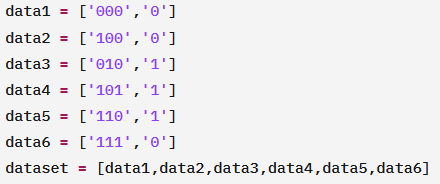 data1 = ['000','0']
data2 = ['100','0']
data3 = ['010','1']
data4 = ['101','1']
data5 = ['110','1']
data6 = ['111','0']
dataset = [data1,data2,data3,data4,data5,data6]